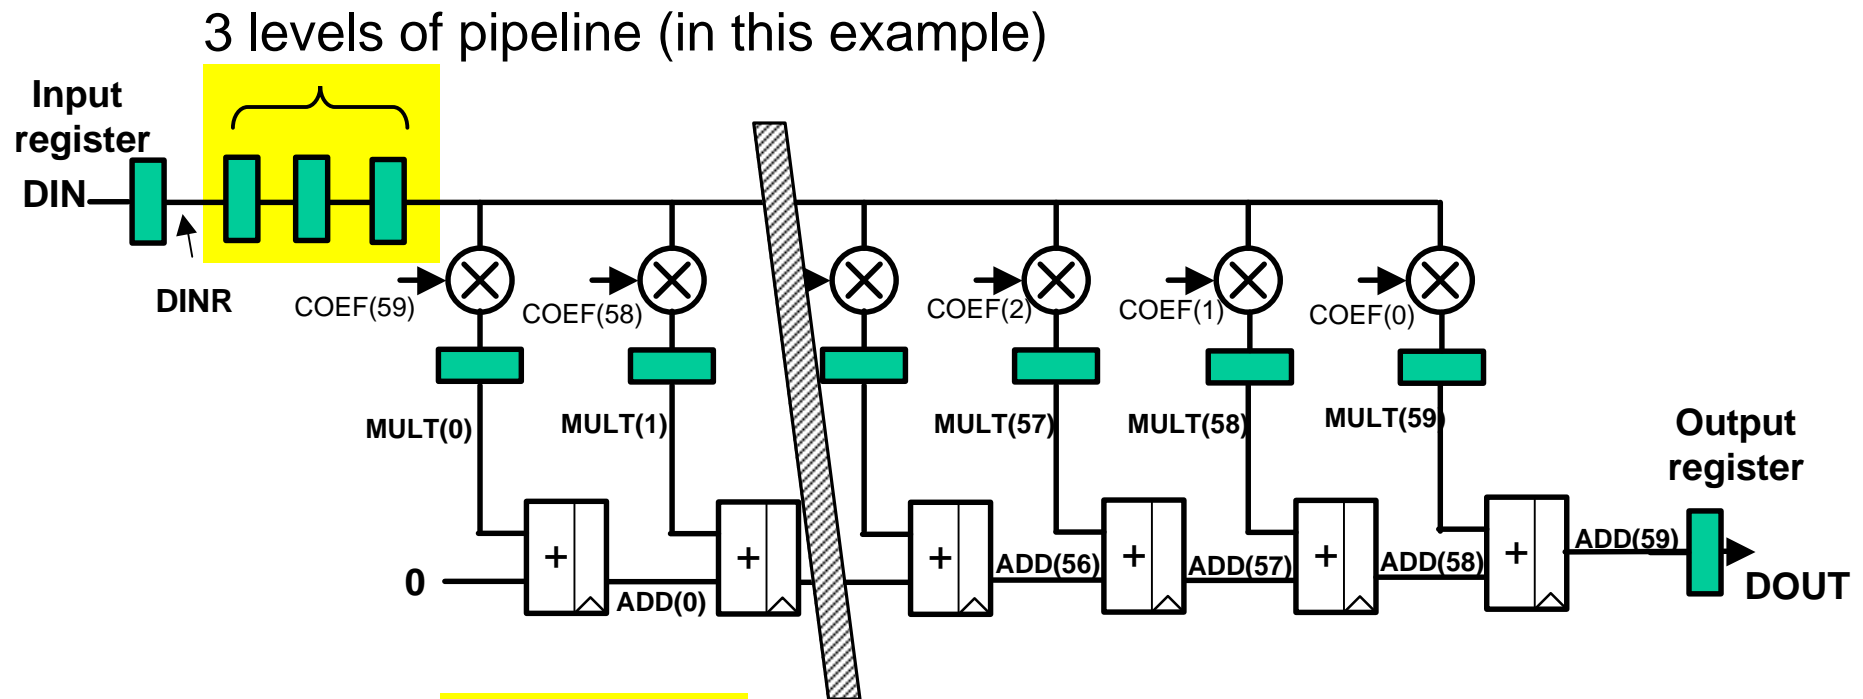 3 levels of pipeline (in this example)
Input
register
DIN
DINR
COEF(59)
COEF(58)
COEF(2)
COEF(1)
COEF(0)
MULT(0)
MULT(1)
MULT(57)
MULT(58)
MULT(59)
Output
register
+
+
+
+
+
+
0
ADD(0)
ADD(56)
ADD(57)
ADD(58)
ADD(59)
DOUT